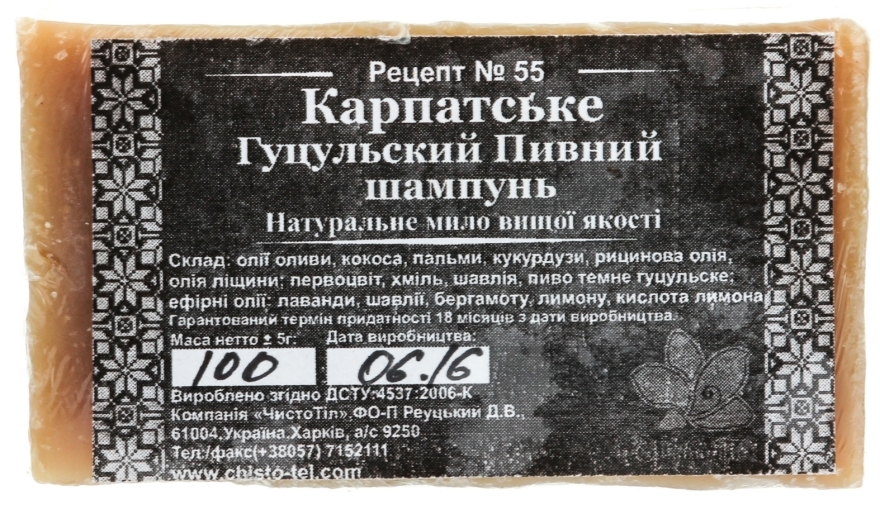 Рецепт № 55
Карпатське
Гуцульский Пивний
шампунь
Натуральне мило вищої якості
Склад: олії оливи, кокоса, пальми, кукурдузи, рицинова олія,
олія ліщини; первоцвіт, хміль, шавлія, пиво темне гуцульске;
ефірні олії: лаванди, шавлії, бергамоту, лимону, кислота лимона
Гарантований термін придатності 18 місяців з дати виробництва.
Маса нетто ± 5г: Дата виробництва:
100 06.16
Вироблено згідно ДСТУ:4537:2006-К
Компанія «ЧистоТіл».ФО-П Реуцький Д.В.,
61004.Україна.Харків, а/с 9250
Тел./факс(+38057) 7152111
www.chisto-tel.com